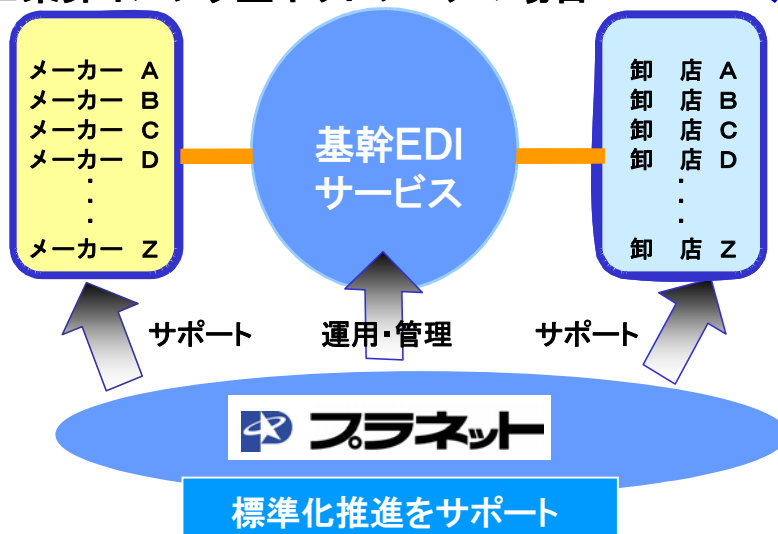 メーカー A
メーカー B
メーカー C
メーカー D
・
・
・
メーカー Z
基幹EDI
サービス
卸　店 A
卸　店 B
卸　店 C
卸　店 D
・
・
・
卸　店 Z
サポート
運用・管理
サポート
プラネット
標準化推進をサポート